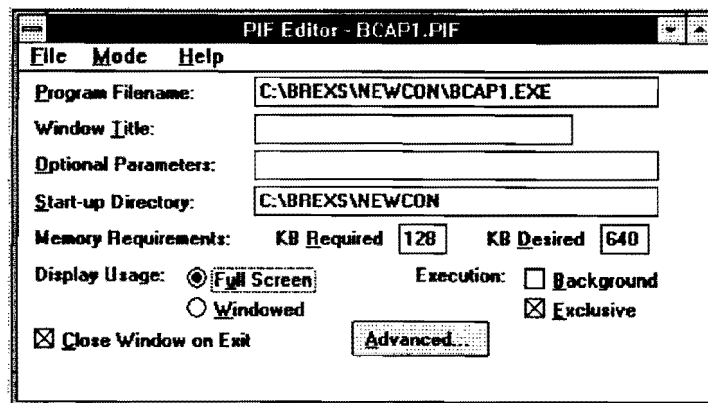 PIF Editor - BCAP1.PIF
File Mode Help
Program Filename: C:\BREXS\NEWCON\BCAP1.EXE
Window Title:
Optional Parameters:
Start-up Directory: C:\BREXS\NEWCON
Memory Requirements: KB Required 128 KB Desired 640
Display Usage: Full Screen Execution: Background
Windowed Exclusive
Close Window on Exit Advanced...